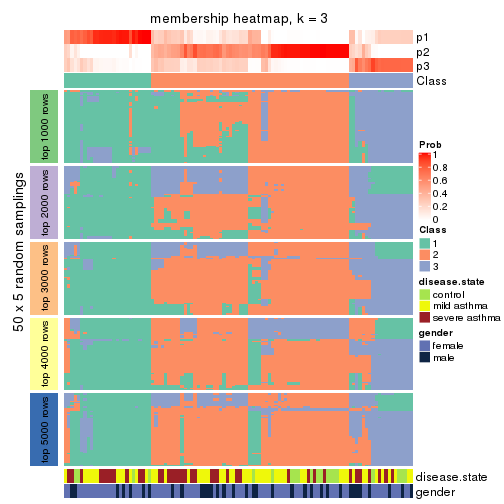 membership heatmap, k = 3
p1
p2
p3
Class
50 x 5 random samplings
top 1000 rows
top 2000 rows
top 3000 rows
top 4000 rows
top 5000 rows
Prob
1
0.8
0.6
0.4
0.2
0
Class
1
2
3
disease.state
control
mild asthma
severe asthma
gender
female
male
disease.state
gender